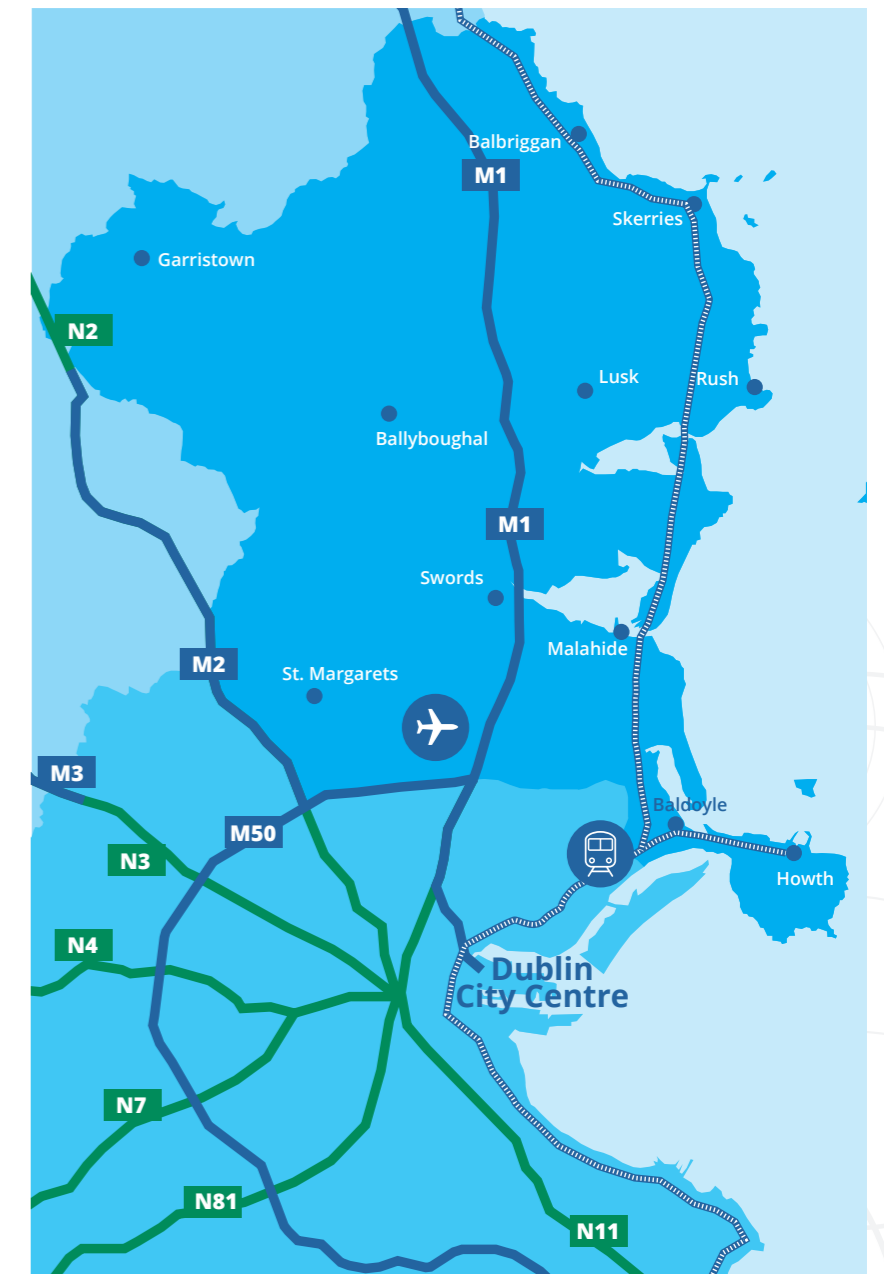 Balbriggan
M1
Skerries
Garristown
N2
Lusk
Rush
Ballyboughal
M1
Swords
Malahide
M2
St. Margarets
M3
Baldoyle
M50
N3
Howth
N4
Dublin
City Centre
N7
N81
N11